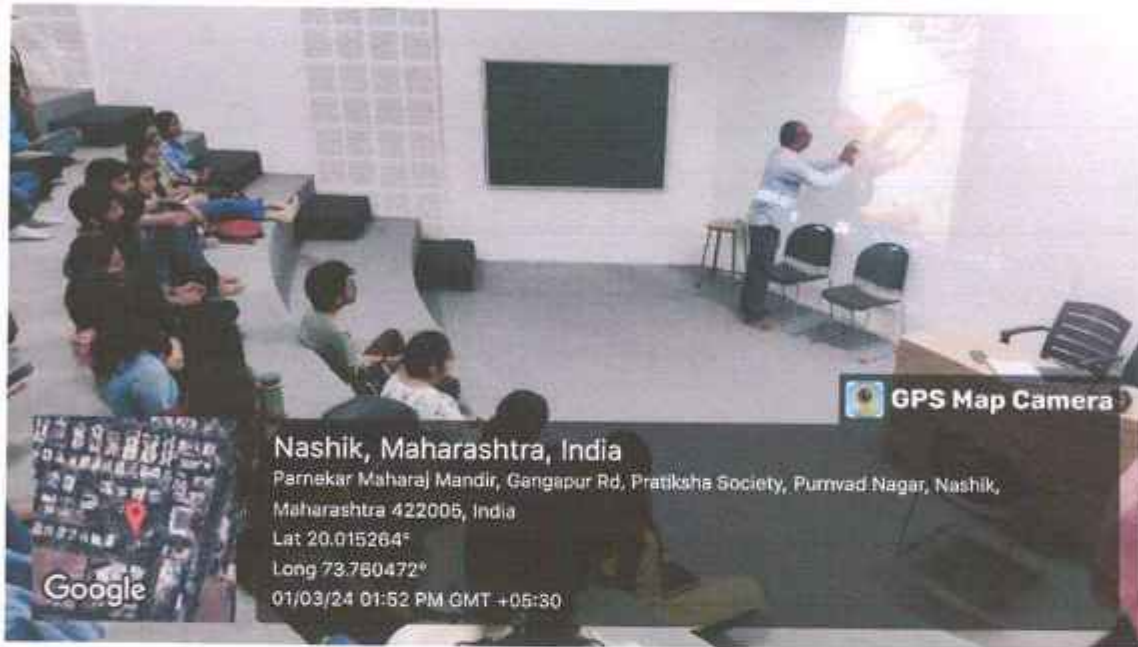 GPS Map Camera
Nashik, Maharashtra, India
Parnekar Maharaj Mandir, Gangapur Rd, Pratiksha Society, Purnvad Nagar, Nashik,
Maharashtra 422005, India
Lat 20.015264°
Long 73.760472°
01/03/24 01:52 PM GMT +05:30
Google